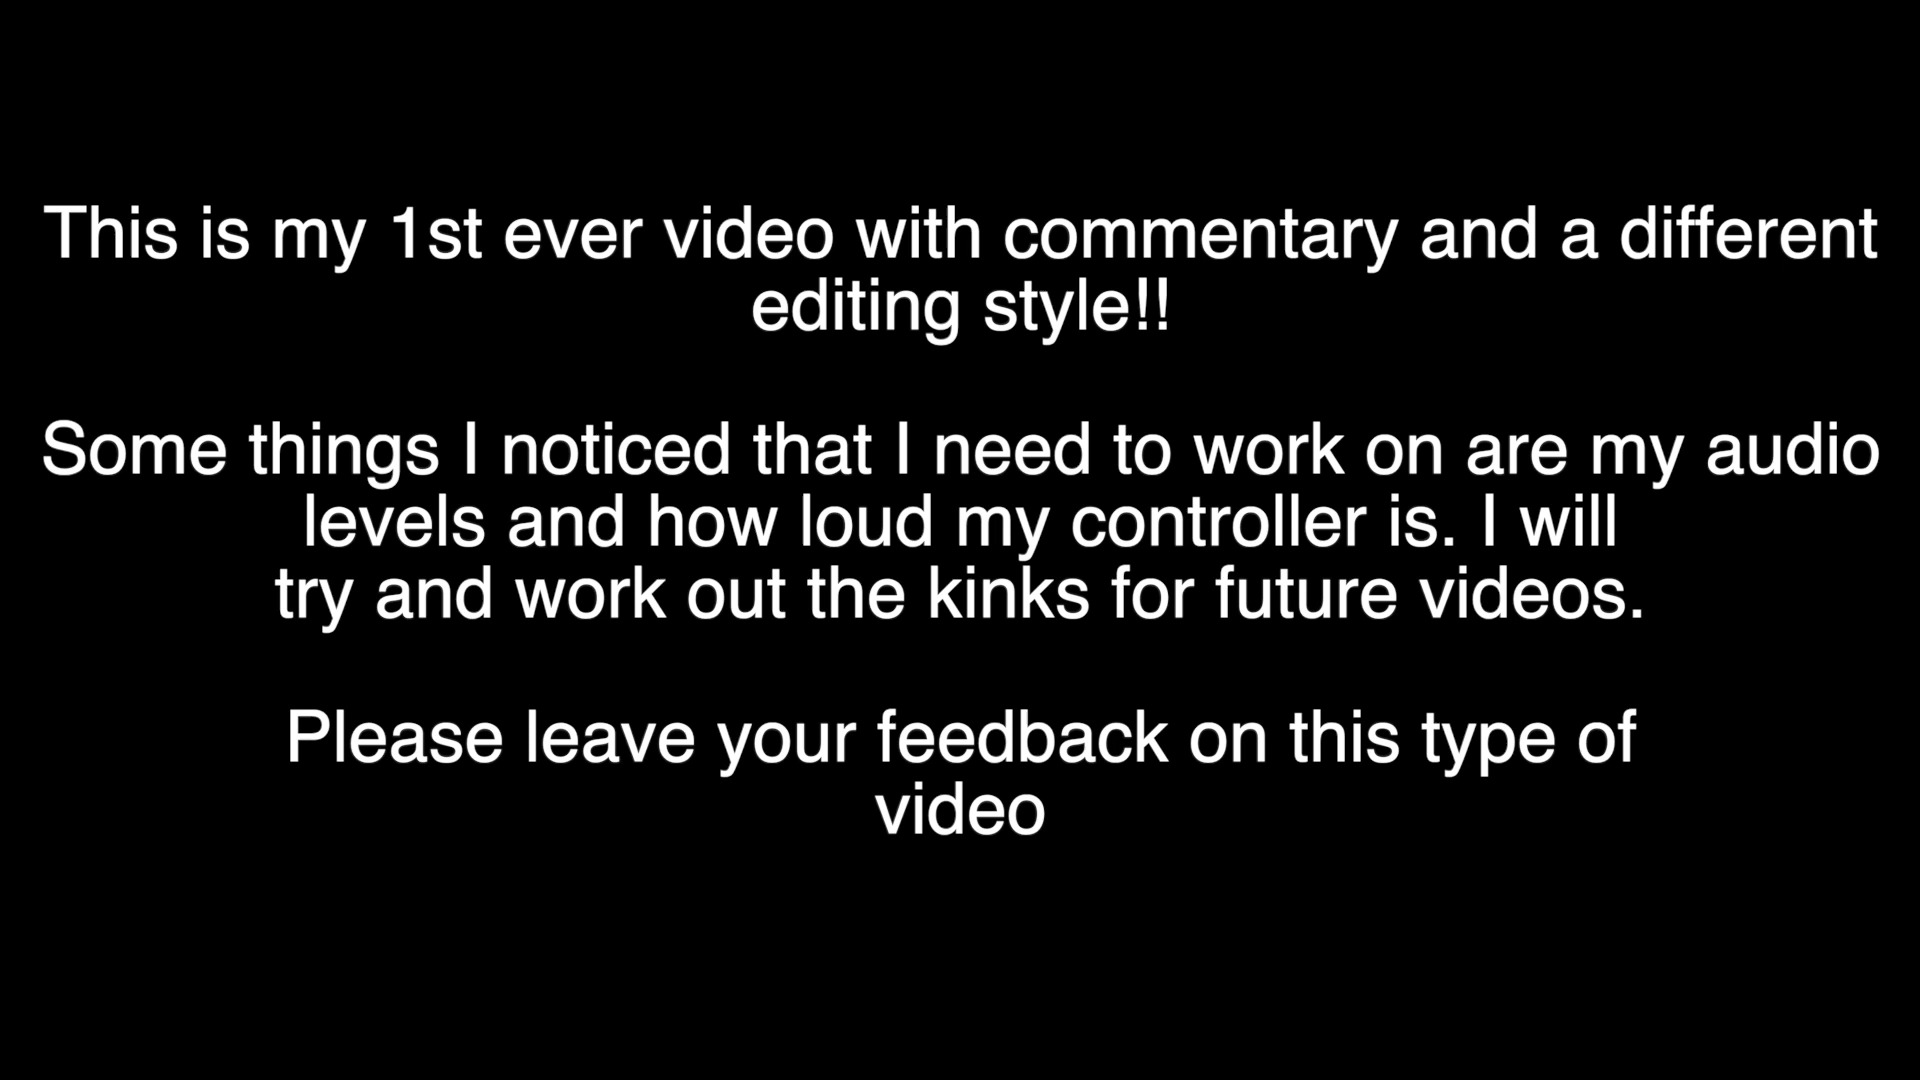 This is my 1st ever video with commentary and a different
editing style!!
Some things I noticed that I need to work on are my audio
levels and how loud my controller is. I will
try and work out the kinks for future videos.
Please leave your feedback on this type of
video